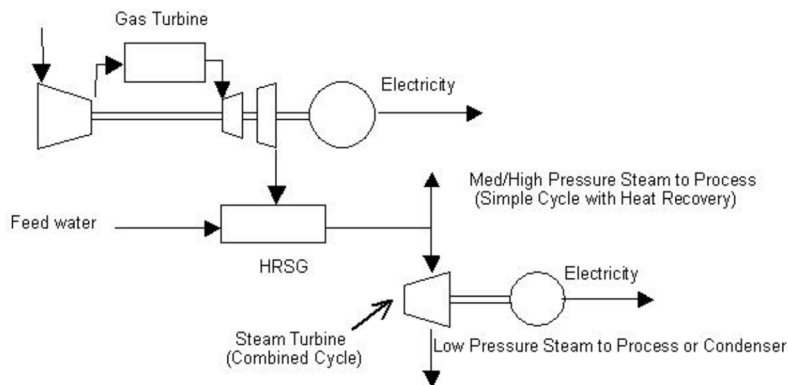 Gas Turbine
Electricity
Med/High Pressure Steam to Process
(Simple Cycle with Heat Recovery)
Feed water
HRSG
Electricity
Steam Turbine
(Combined Cycle)
Low Pressure Steam to Process or Condenser